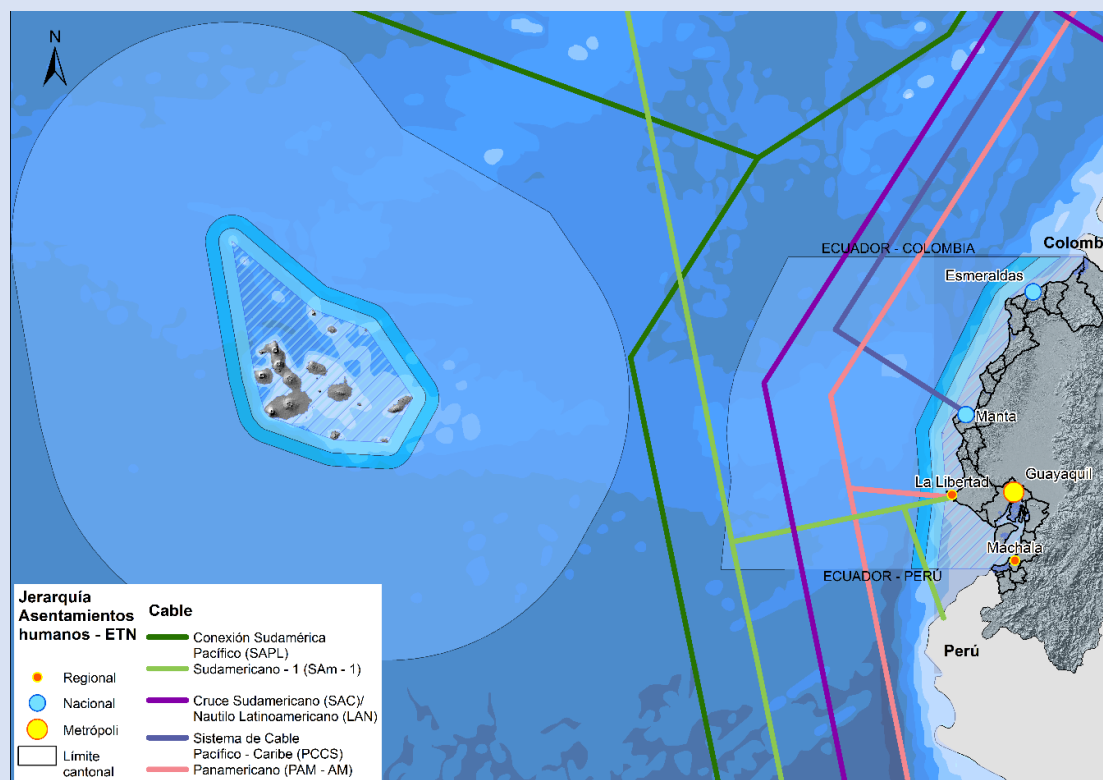 N
ECUADOR - COLOMBIA
Colomb
Esmeraldas
Manta
La Libertad
Guayaquil
Machala
ECUADOR - PERÚ
Perú
Jerarquía
Asentamientos
humanos - ETN
Regional
Nacional
Metrópoli
Límite
cantonal
Cable
Conexión Sudamérica
Pacífico (SAPL)
Sudamericano - 1 (SAm - 1)
Cruce Sudamericano (SAC)/
Nautilo Latinoamericano (LAN)
Sistema de Cable
Pacífico - Caribe (PCCS)
Panamericano (PAM - AM)